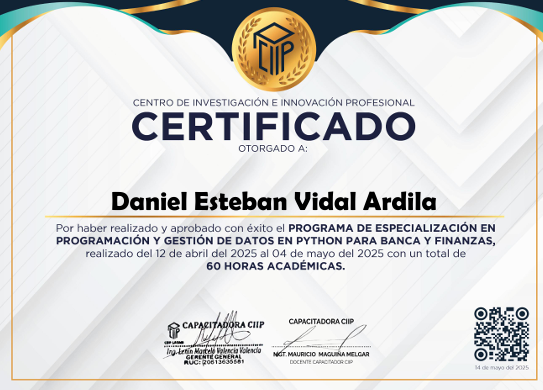 CIIP
CENTRO DE INVESTIGACIÓN E INNOVACIÓN PROFESIONAL
CERTIFICADO
OTORGADO A:
Daniel Esteban Vidal Ardila
Por haber realizado y aprobado con éxito el PROGRAMA DE ESPECIALIZACIÓN EN
PROGRAMACIÓN Y GESTIÓN DE DATOS EN PYTHON PARA BANCA Y FINANZAS,
realizado del 12 de abril del 2025 al 04 de mayo del 2025 con un total de
60 HORAS ACADÉMICAS.
CAPACITADORA CIIP
Ing. Lenin Marcelo Valencia Valencia
GERENTE GENERAL
RUC: 20613635581
CAPACITADORA CIIP
MGT. MAURICIO MAGUIÑA MELGAR
DOCENTE CAPACITADOR CIIP
14 de mayo del 2025